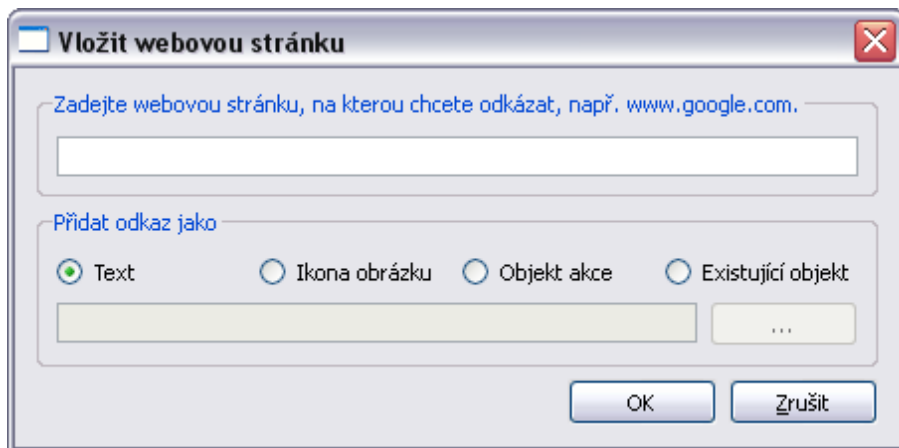 Vložit webovou stránku
Zadejte webovou stránku, na kterou chcete odkázat, např. www.google.com.
Přidat odkaz jako
Text Ikona obrázku Objekt akce Existující objekt
...
OK Zrušit